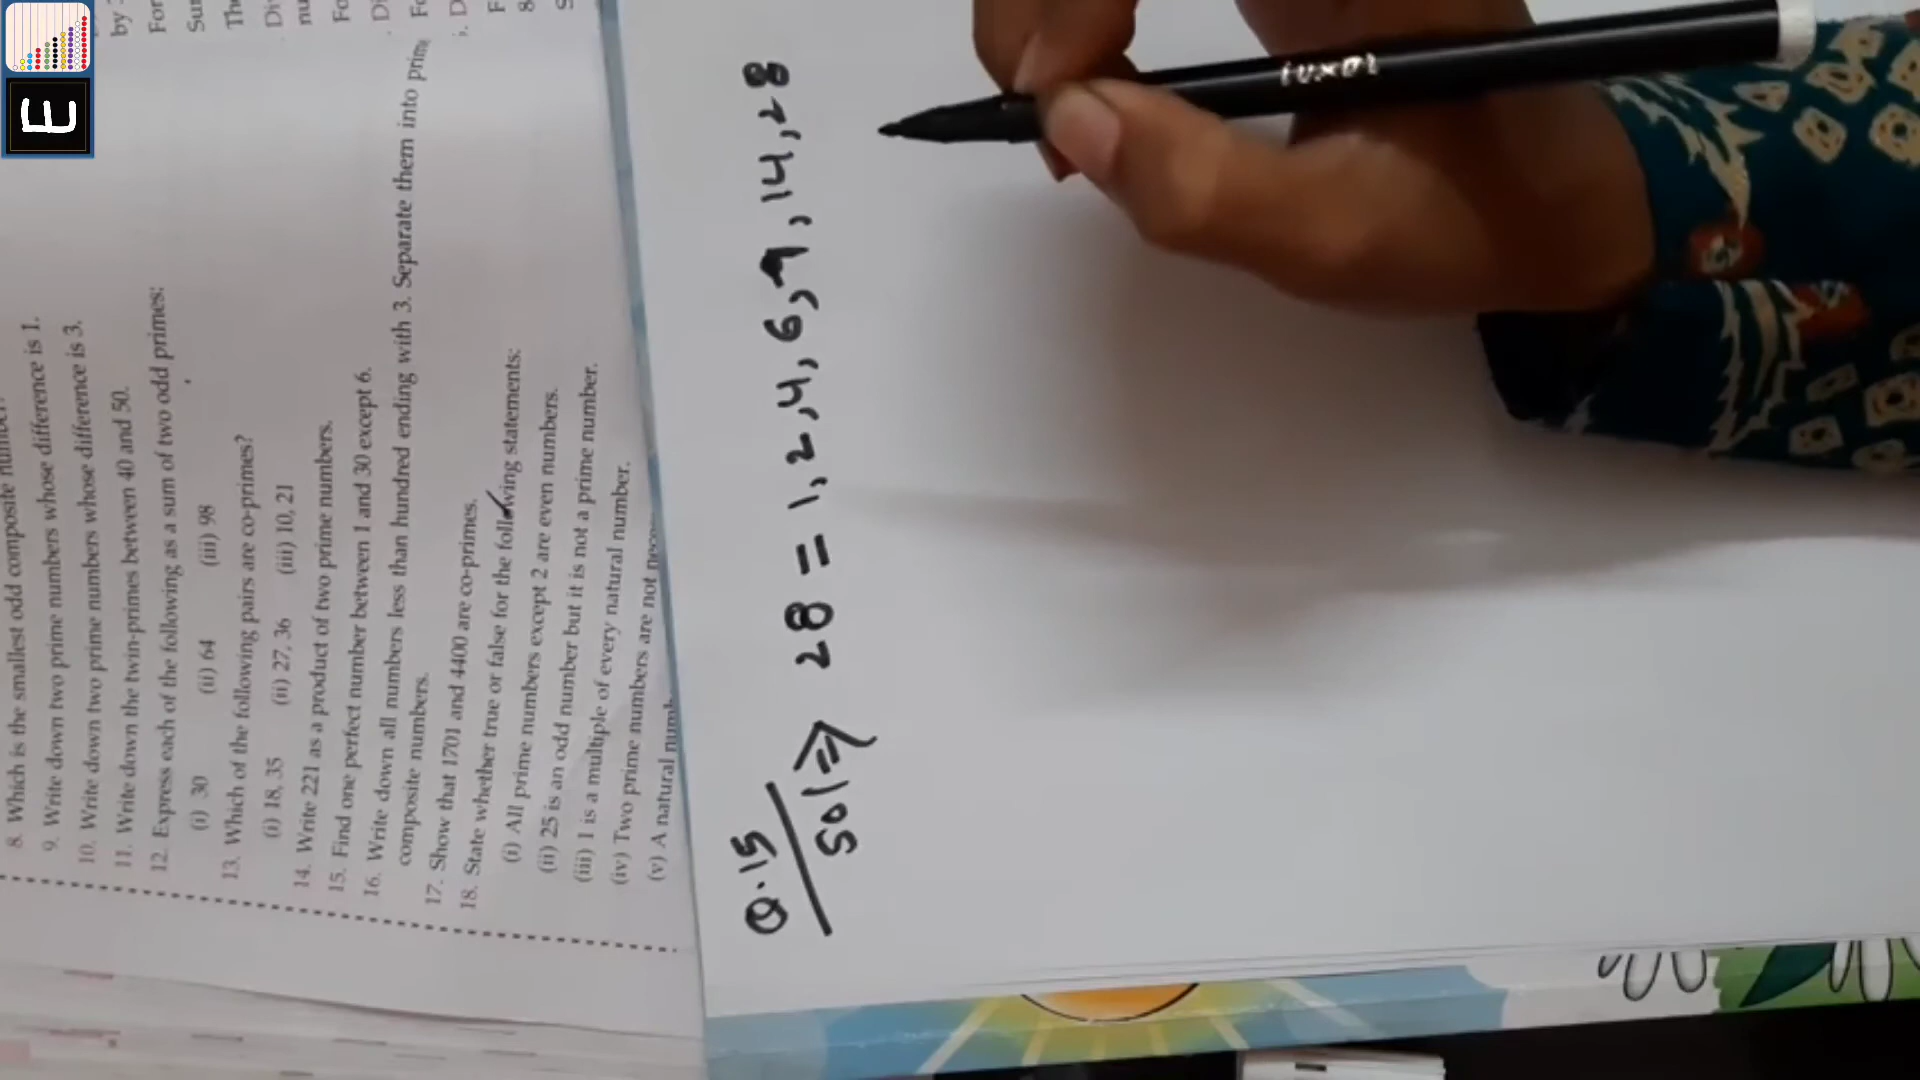 E
8. Which is the smallest odd composite number?
9. Write down two prime numbers whose difference is 1.
10. Write down two prime numbers whose difference is 3.
11. Write down the twin-primes between 40 and 50.
12. Express each of the following as a sum of two odd primes:
(i) 30 (ii) 64 (iii) 98
13. Which of the following pairs are co-primes?
(i) 18, 35 (ii) 27, 36 (iii) 10, 21
14. Write 221 as a product of two prime numbers.
15. Find one perfect number between 1 and 30 except 6.
16. Write down all numbers less than hundred ending with 3. Separate them into prime
composite numbers.
17. Show that 1701 and 4400 are co-primes.
18. State whether true or false for the following statements:
(i) All prime numbers except 2 are even numbers.
(ii) 25 is an odd number but it is not a prime number.
(iii) 1 is a multiple of every natural number.
(iv) Two prime numbers are not
(v) A natural
by
For
Q.15
Sol⇒ 28 = 1, 2, 4, 6, 7, 14, 28
luxor